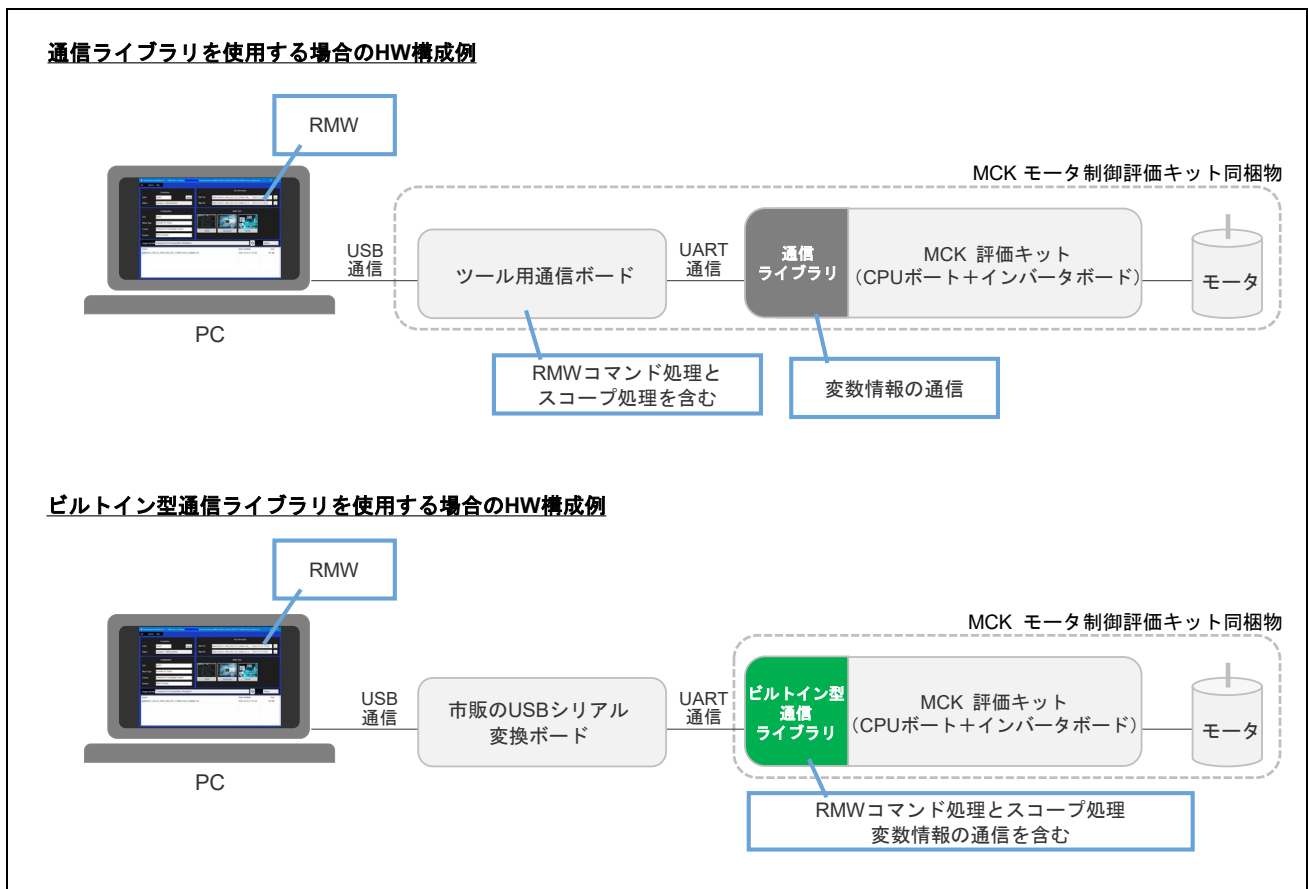 通信ライブラリを使用する場合のHW構成例
RMW
MCK モータ制御評価キット同梱物
USB
通信
ツール用通信ボード
UART
通信
通信
ライブラリ
MCK 評価キット
(CPUボート＋インバータボード)
モータ
PC
RMWコマンド処理と
スコープ処理を含む
変数情報の通信
ビルトイン型通信ライブラリを使用する場合のHW構成例
RMW
MCK モータ制御評価キット同梱物
USB
通信
市販のUSBシリアル
変換ボード
UART
通信
ビルトイン型
通信
ライブラリ
MCK 評価キット
(CPUボート＋インバータボード)
モータ
PC
RMWコマンド処理とスコープ処理
変数情報の通信を含む